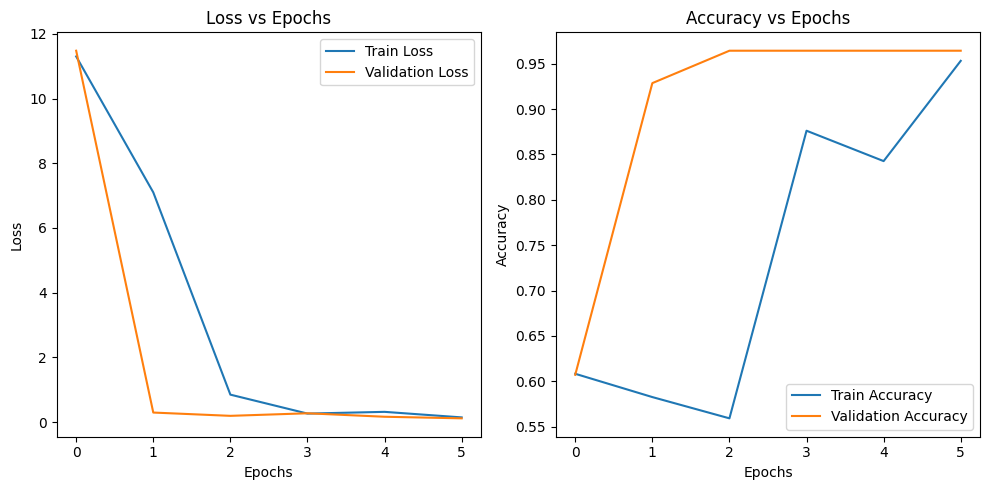 Loss vs Epochs
12
10
8
6
4
2
0
Loss
Train Loss
Validation Loss
0 1 2 3 4 5
Epochs
Accuracy vs Epochs
0.95
0.90
0.85
0.80
0.75
0.70
0.65
0.60
0.55
Accuracy
Train Accuracy
Validation Accuracy
0 1 2 3 4 5
Epochs